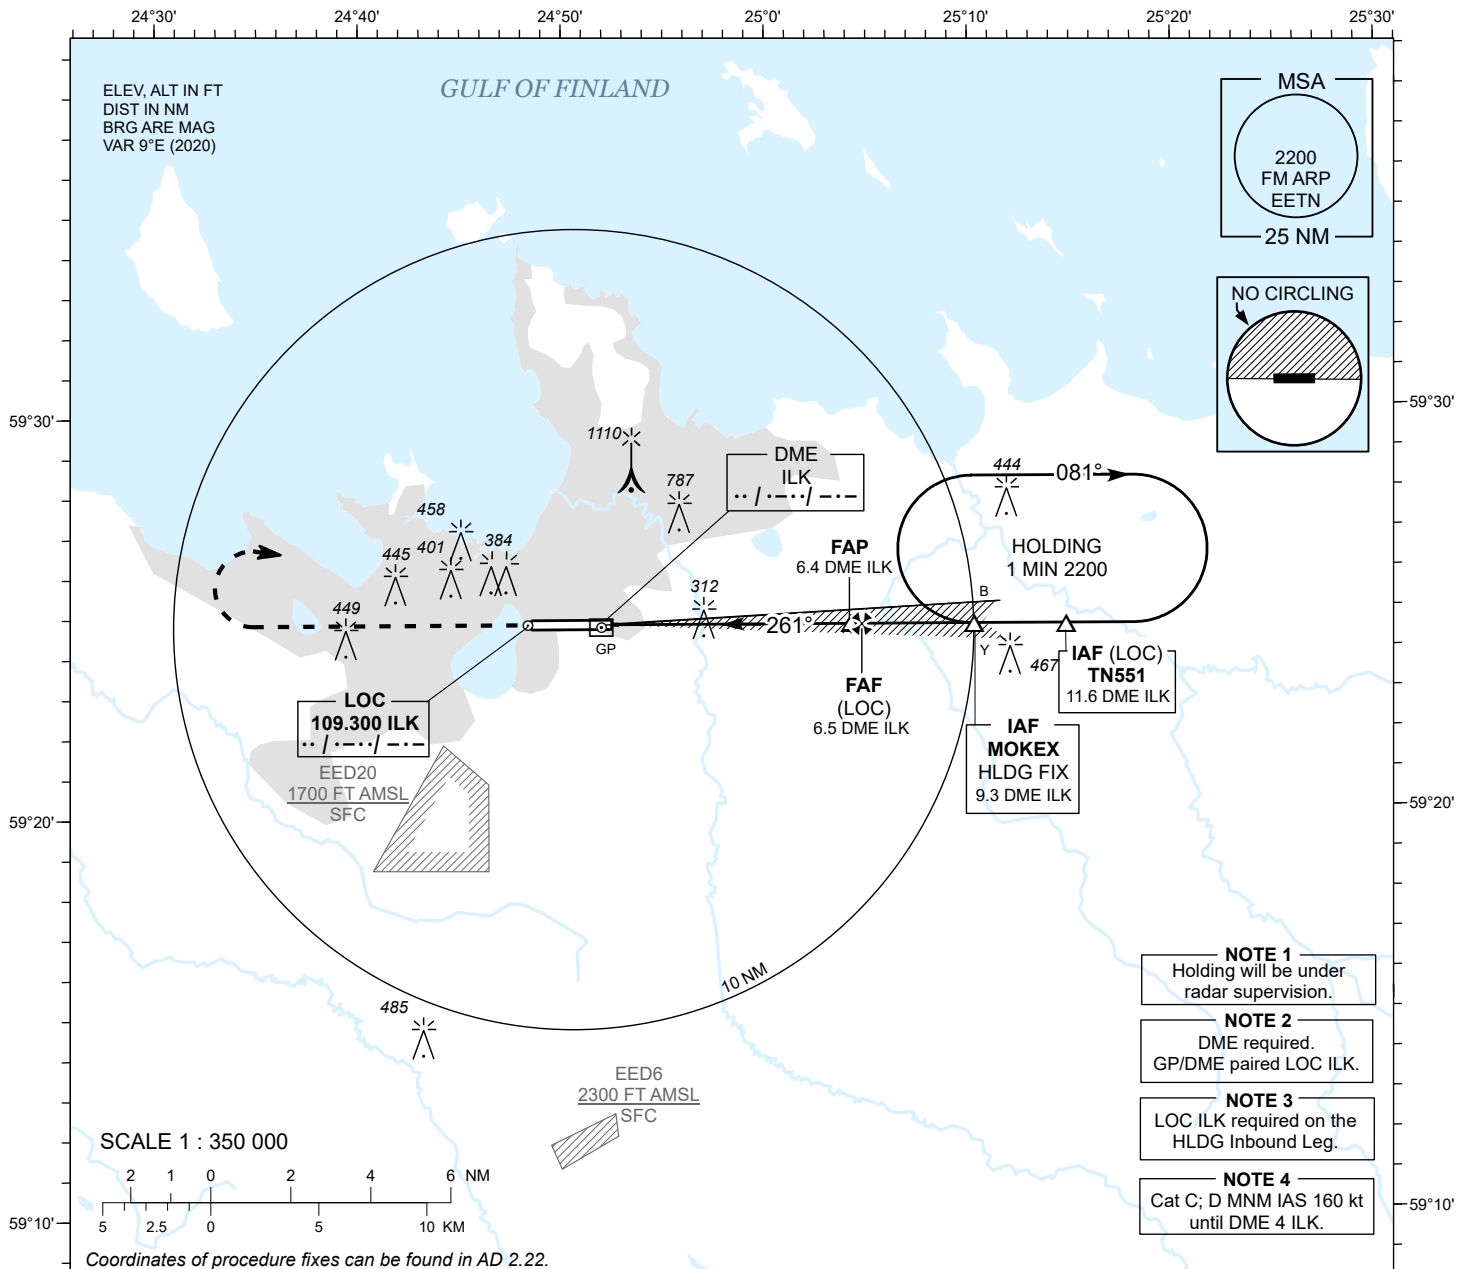 24°30'
24°40'
24°50'
25°0'
25°10'
25°20'
25°30'
ELEV, ALT IN FT
DIST IN NM
BRG ARE MAG
VAR 9°E (2020)
GULF OF FINLAND
MSA
2200
FM ARP
EETN
25 NM
NO CIRCLING
59°30'
59°30'
1110
DME
ILK
·· / ·–·· / –·–
787
444
081°
458
445
401
384
449
312
FAP
6.4 DME ILK
HOLDING
1 MIN 2200
B
261°
GP
Y
467
IAF (LOC)
TN551
11.6 DME ILK
FAF
(LOC)
6.5 DME ILK
IAF
MOKEX
HLDG FIX
9.3 DME ILK
LOC
109.300 ILK
·· / ·–·· / –·–
EED20
1700 FT AMSL
SFC
59°20'
59°20'
10 NM
485
EED6
2300 FT AMSL
SFC
NOTE 1
Holding will be under
radar supervision.
NOTE 2
DME required.
GP/DME paired LOC ILK.
NOTE 3
LOC ILK required on the
HLDG Inbound Leg.
NOTE 4
Cat C; D MNM IAS 160 kt
until DME 4 ILK.
SCALE 1 : 350 000
2 1 0 2 4 6 NM
5 2.5 0 5 10 KM
59°10'
59°10'
Coordinates of procedure fixes can be found in AD 2.22.